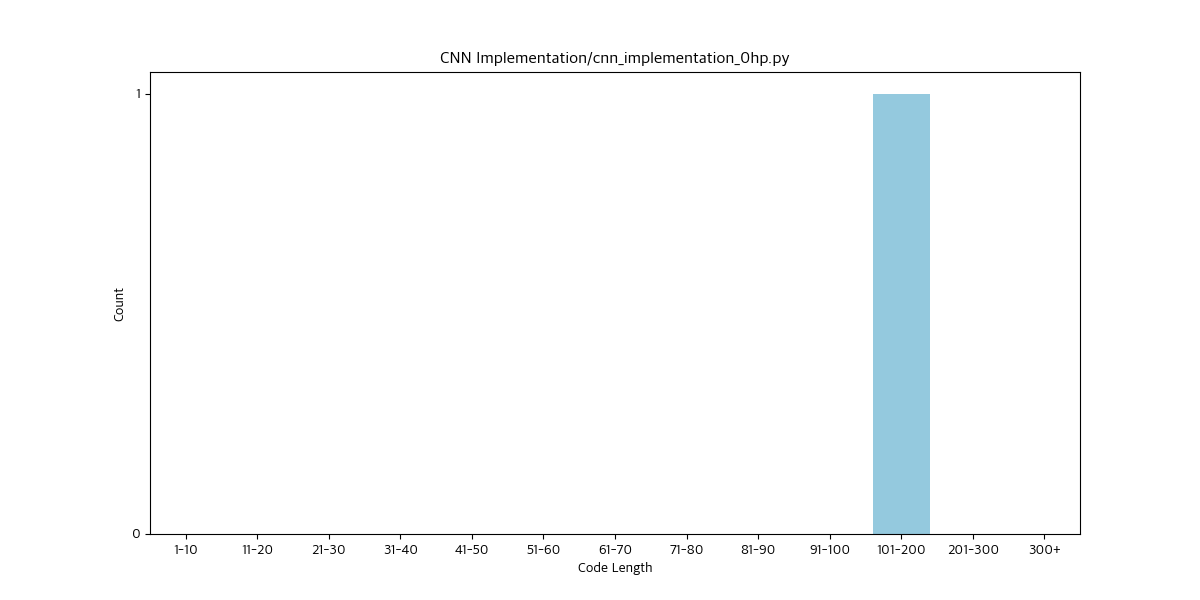 CNN Implementation/cnn_implementation_0hp.py
1
Count
0
1-10 11-20 21-30 31-40 41-50 51-60 61-70 71-80 81-90 91-100 101-200 201-300 300+
Code Length